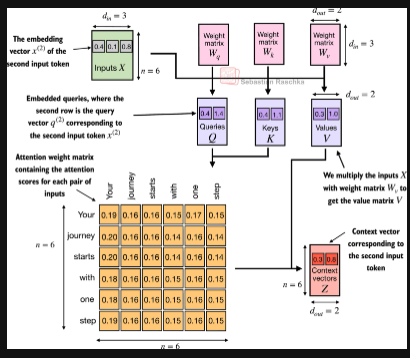 d_in = 3
d_out = 2
The embedding
vector x^(2) of the
second input token
0.4 0.1 0.8
Inputs X
n = 6
Weight
matrix
W_q
Weight
matrix
W_k
Weight
matrix
W_v
d_in = 3
Sebastian Raschka
d_out = 2
Embedded queries, where the
second row is the query
vector q^(2) corresponding to
the second input token x^(2)
0.4 1.4
Queries
Q
0.4 1.1
Keys
K
0.3 1.0
Values
V
Attention weight matrix
containing the attention
scores for each pair of
inputs
We multiply the inputs X
with weight matrix W_v to
get the value matrix V
Your journey starts with one step
Your 0.19 0.16 0.16 0.15 0.17 0.15
journey 0.20 0.16 0.16 0.14 0.16 0.14
starts 0.20 0.16 0.16 0.14 0.16 0.14
with 0.18 0.16 0.16 0.15 0.16 0.15
one 0.18 0.16 0.16 0.15 0.16 0.15
step 0.19 0.16 0.16 0.15 0.16 0.15
n = 6
n = 6
Context vector
corresponding to
the second input
token
0.3 0.8
Context
vectors
Z
n = 6
d_out = 2